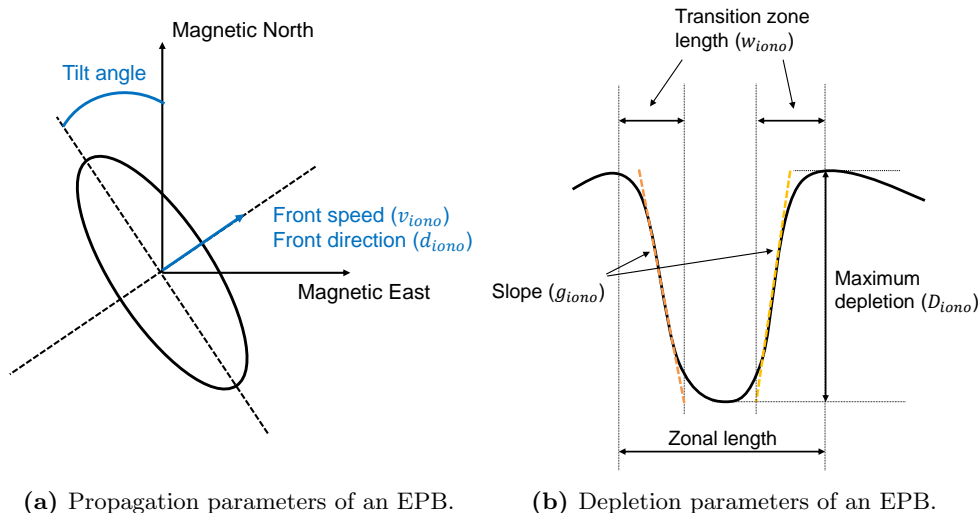 Magnetic North
Tilt angle
Front speed (v_iono)
Front direction (d_iono)
Magnetic East
(a) Propagation parameters of an EPB.
Transition zone
length (w_iono)
Slope (g_iono)
Maximum
depletion (D_iono)
Zonal length
(b) Depletion parameters of an EPB.